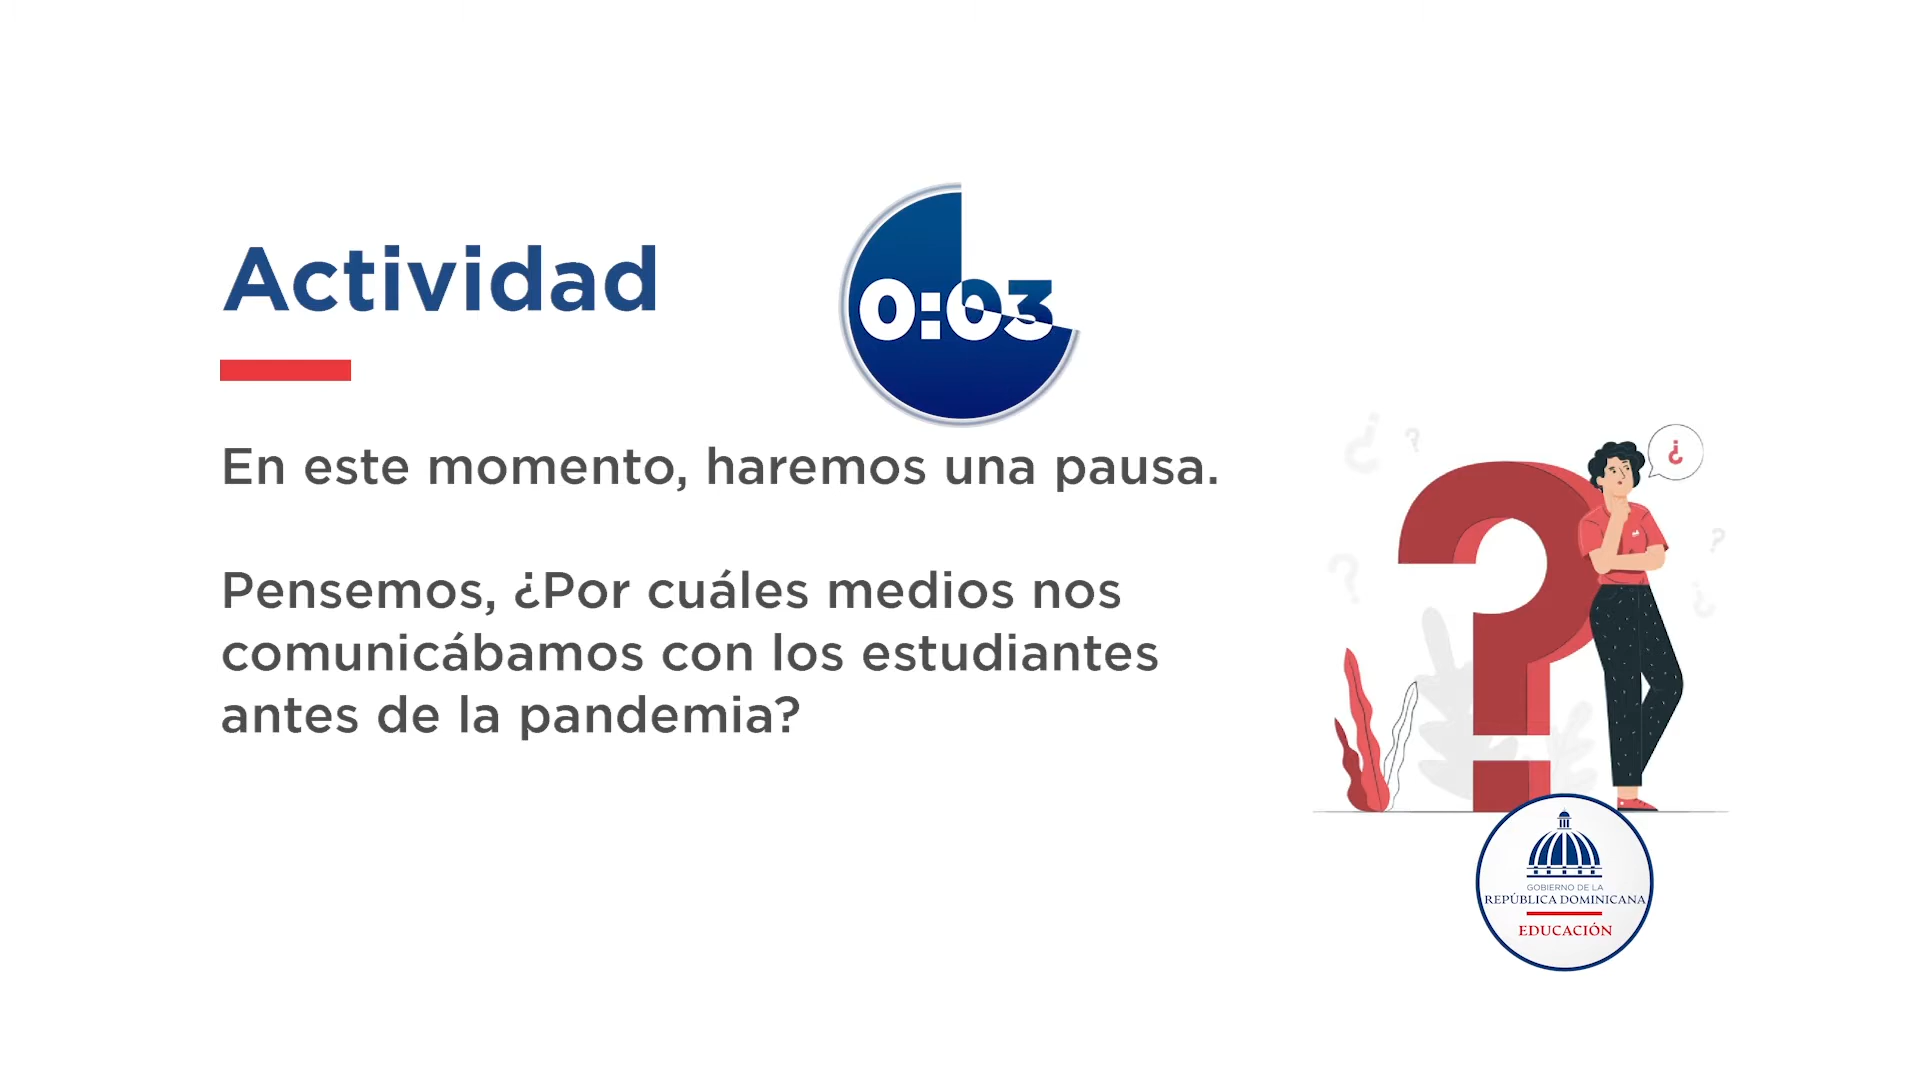 Actividad
0:03
En este momento, haremos una pausa.
Pensemos, ¿Por cuáles medios nos
comunicábamos con los estudiantes
antes de la pandemia?
¿
GOBIERNO DE LA
REPÚBLICA DOMINICANA
EDUCACIÓN